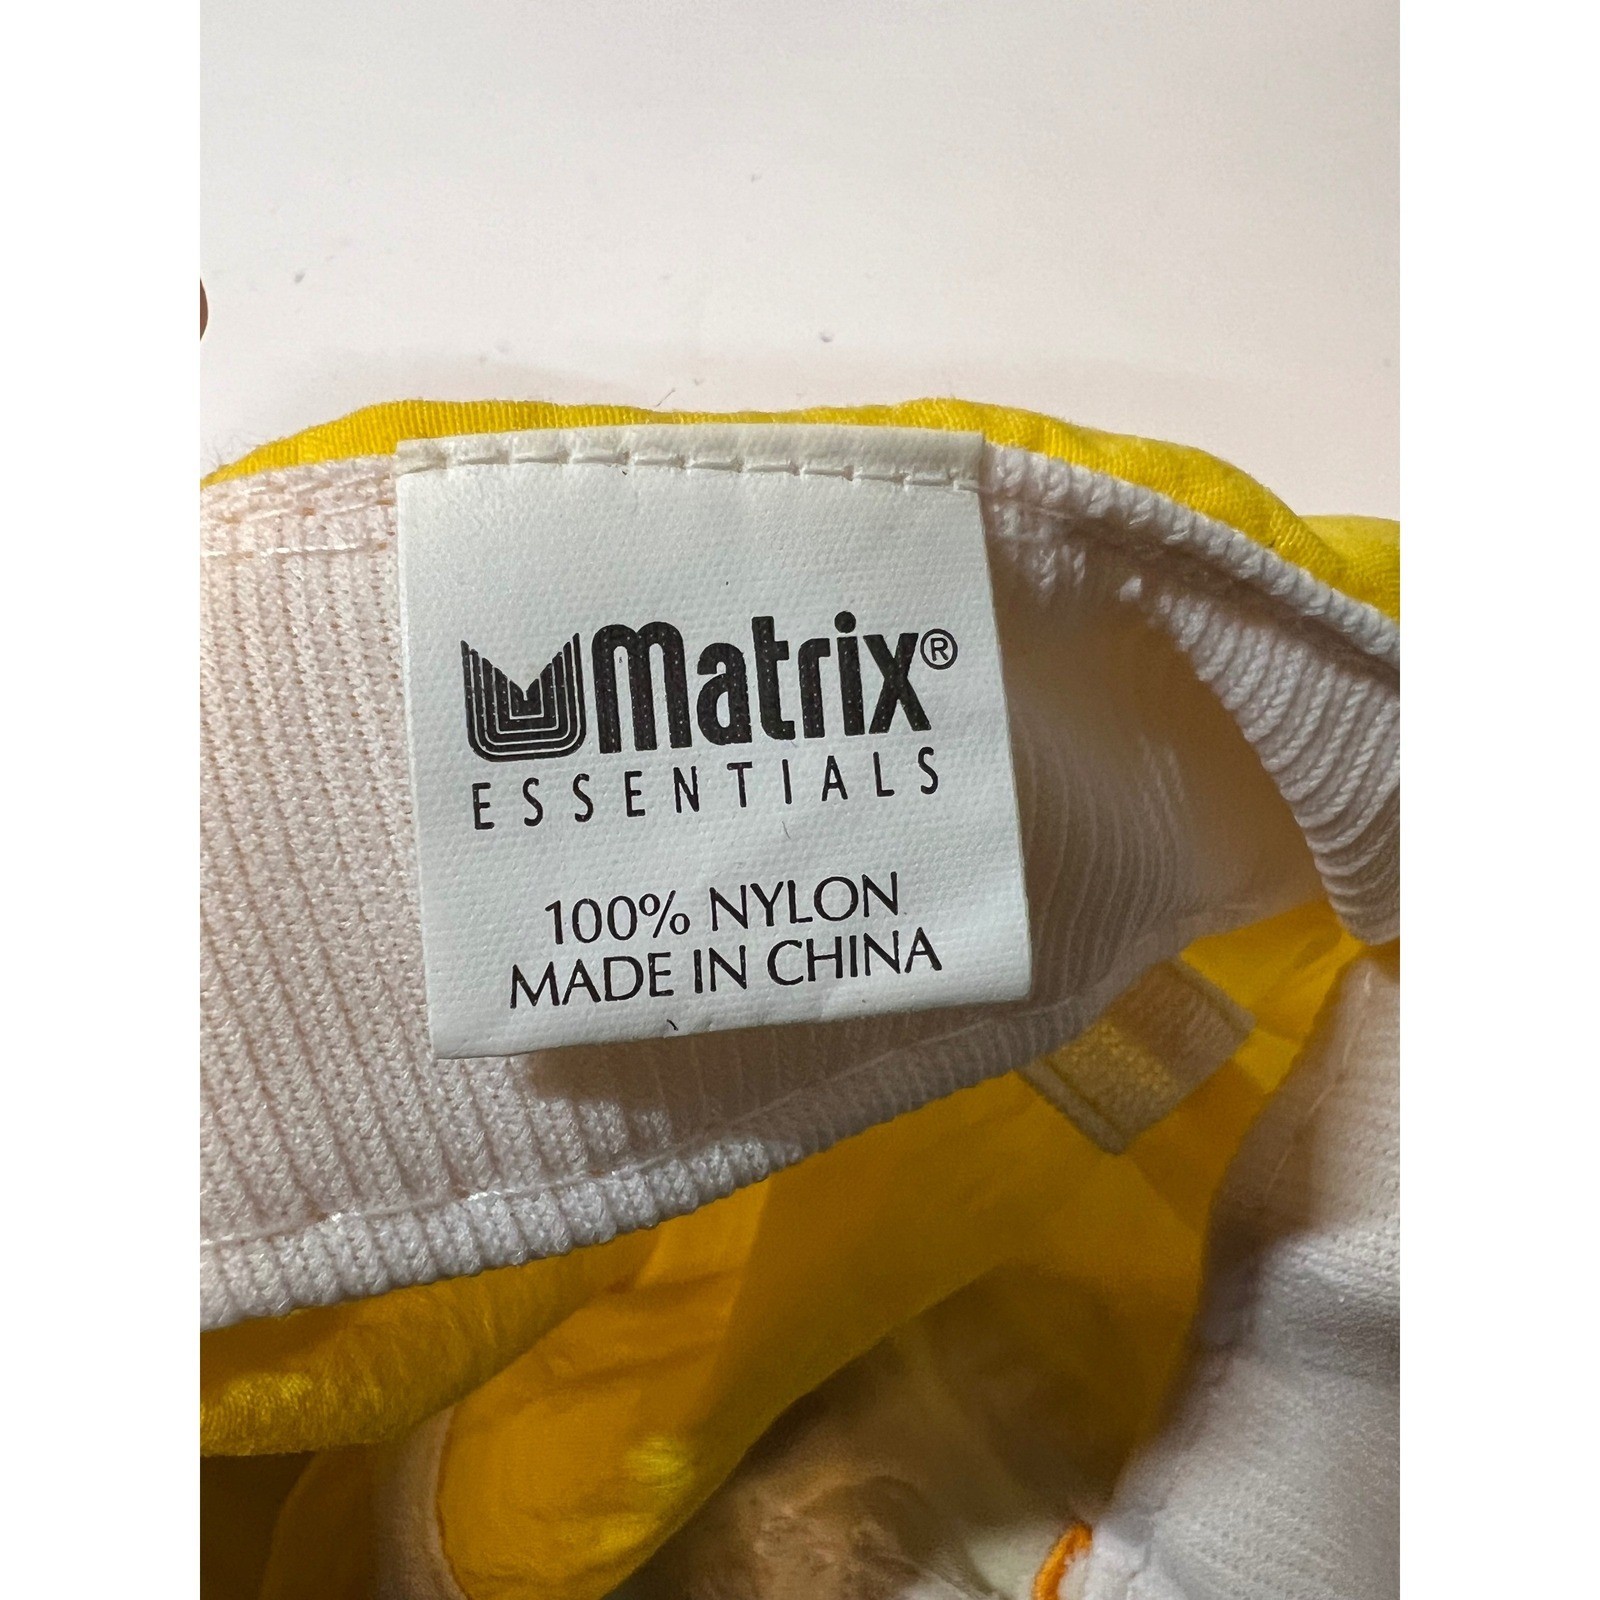 Matrix®
ESSENTIALS
100% NYLON
MADE IN CHINA